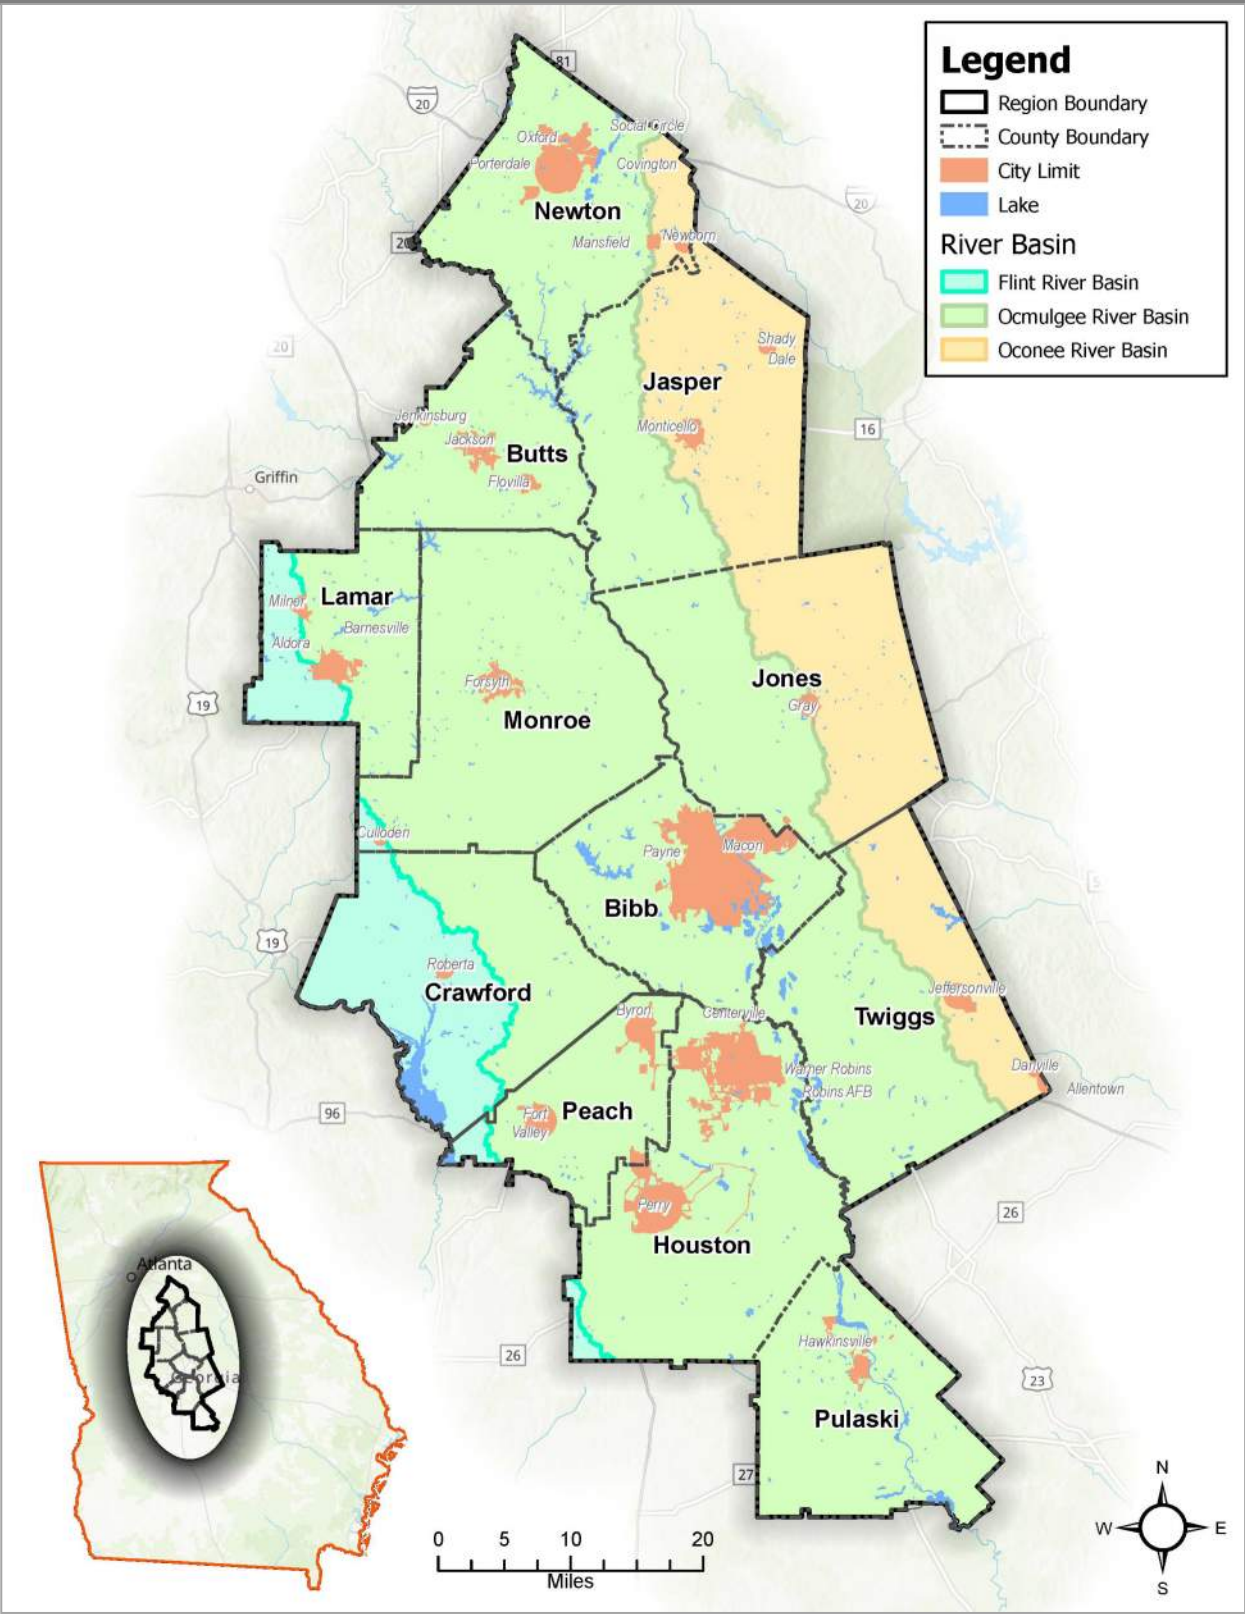 Legend
Region Boundary
County Boundary
City Limit
Lake
River Basin
Flint River Basin
Ocmulgee River Basin
Oconee River Basin
81
20
Social Circle
Oxford
Porterdale
Covington
20
Newton
Newborn
Mansfield
20
Shady
Dale
Jasper
Jenkinsburg
Monticello
16
Jackson
Butts
Flovilla
Griffin
Lamar
Milner
Barnesville
Aldora
Forsyth
Jones
Gray
19
Monroe
Culloden
Payne
Macon
Bibb
19
Roberta
Crawford
Jeffersonville
Byron
Centerville
Twiggs
Warner Robins
Robins AFB
Danville
Allentown
96
Peach
Fort
Valley
Perry
26
Houston
Atlanta
Hawkinsville
26
23
Georgia
Pulaski
27
N
W
E
S
0 5 10 20
Miles